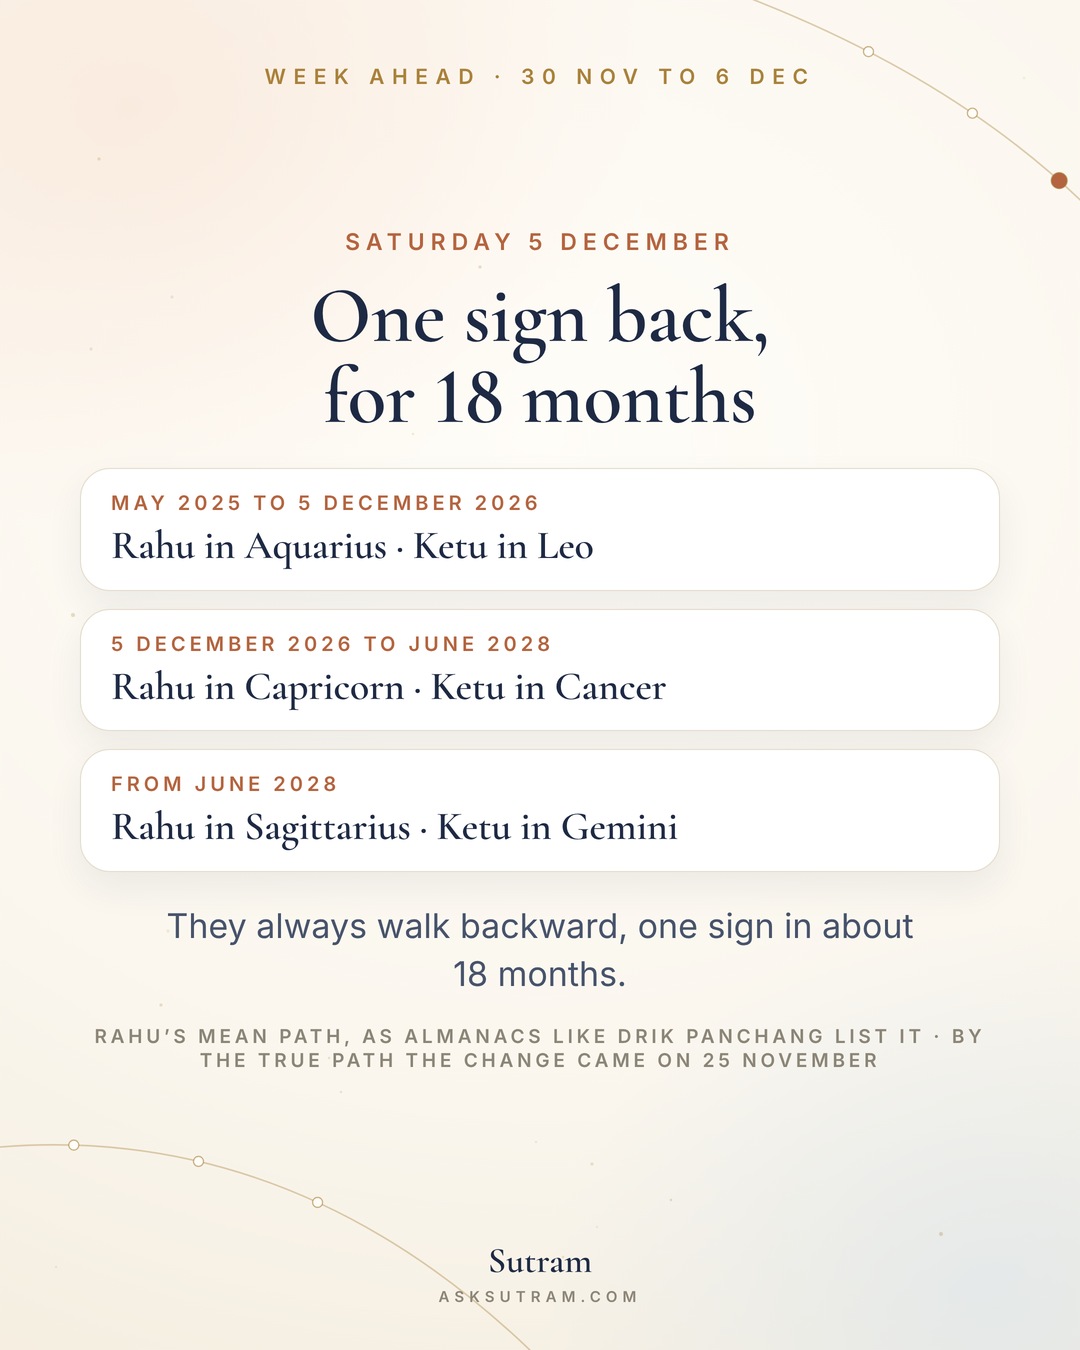 WEEK AHEAD · 30 NOV TO 6 DEC
SATURDAY 5 DECEMBER
One sign back,
for 18 months
MAY 2025 TO 5 DECEMBER 2026
Rahu in Aquarius · Ketu in Leo
5 DECEMBER 2026 TO JUNE 2028
Rahu in Capricorn · Ketu in Cancer
FROM JUNE 2028
Rahu in Sagittarius · Ketu in Gemini
They always walk backward, one sign in about
18 months.
RAHU’S MEAN PATH, AS ALMANACS LIKE DRIK PANCHANG LIST IT · BY
THE TRUE PATH THE CHANGE CAME ON 25 NOVEMBER
Sutram
ASKSUTRAM.COM